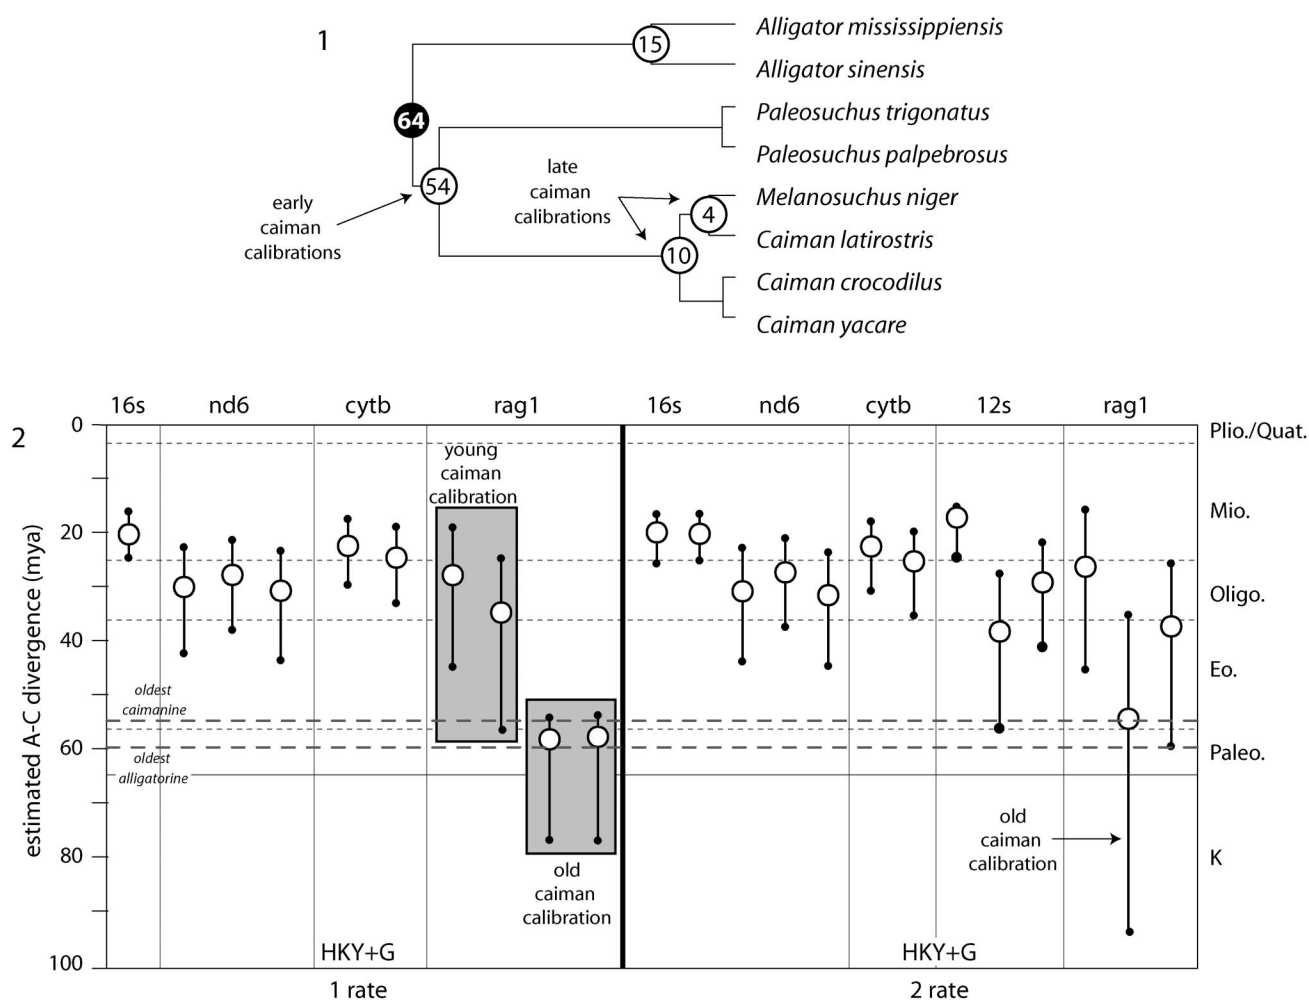 1
Alligator mississippiensis
15
Alligator sinensis
64
Paleosuchus trigonatus
Paleosuchus palpebrosus
54
early
caiman
calibrations
late
caiman
calibrations
Melanosuchus niger
4
Caiman latirostris
10
Caiman crocodilus
Caiman yacare
2
16s nd6 cytb rag1 16s nd6 cytb 12s rag1
estimated A-C divergence (mya)
0
20
40
60
80
100
young
caiman
calibration
oldest
caimanine
oldest
alligatorine
old
caiman
calibration
old
caiman
calibration
Plio./Quat.
Mio.
Oligo.
Eo.
Paleo.
K
HKY+G HKY+G
1 rate 2 rate